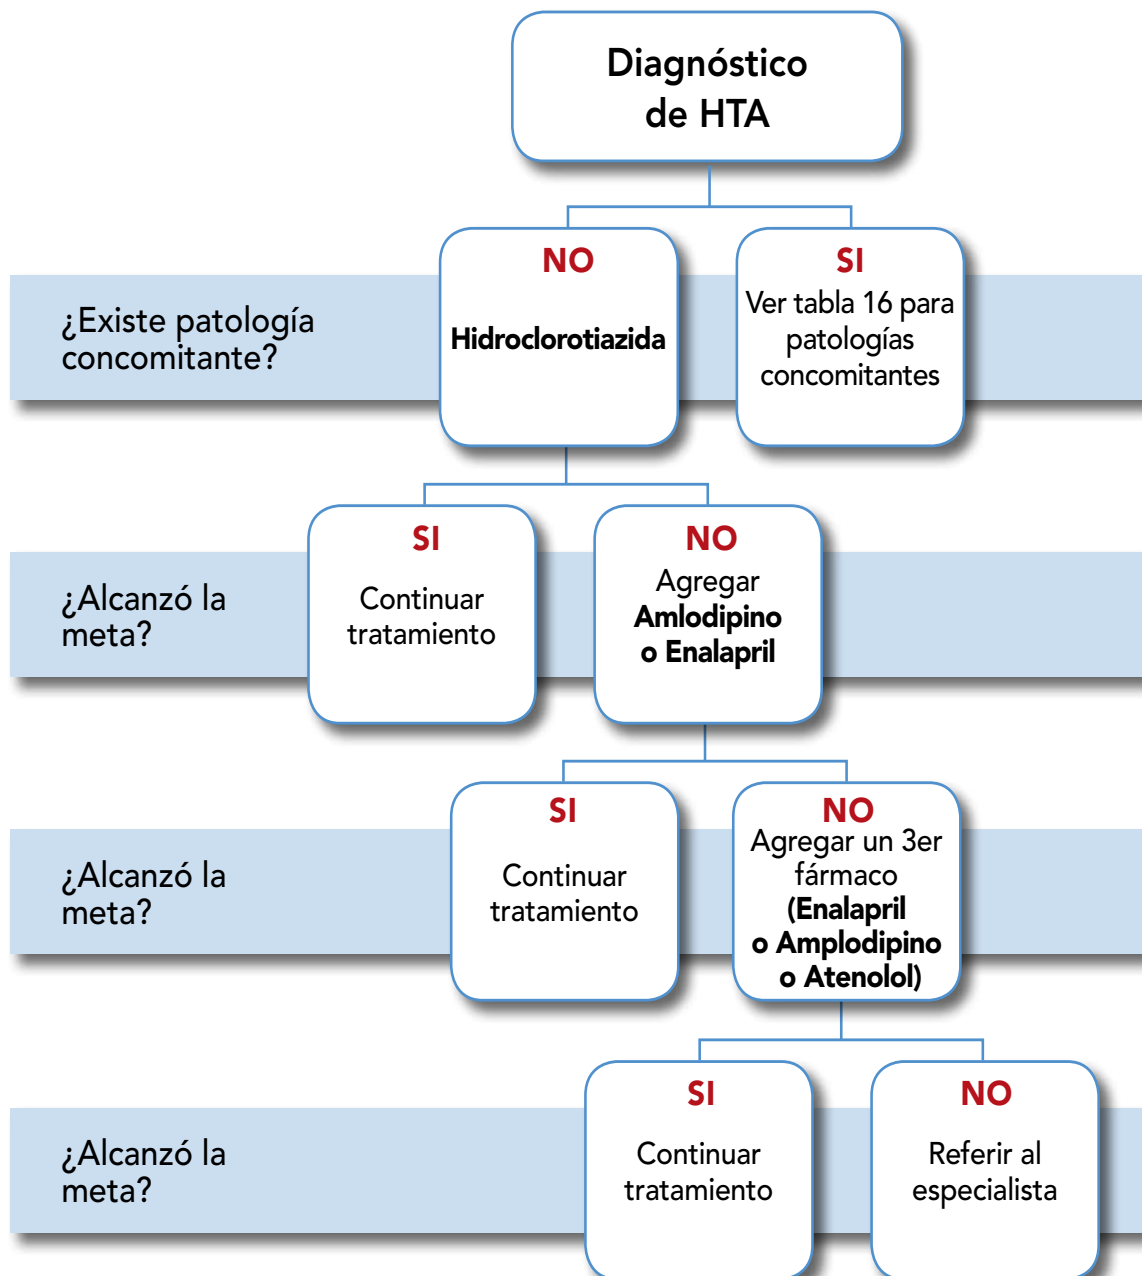 Diagnóstico
de HTA
¿Existe patología
concomitante?
NO
Hidroclorotiazida
SI
Ver tabla 16 para
patologías
concomitantes
¿Alcanzó la
meta?
SI
Continuar
tratamiento
NO
Agregar
Amlodipino
o Enalapril
¿Alcanzó la
meta?
SI
Continuar
tratamiento
NO
Agregar un 3er
fármaco
(Enalapril
o Amplodipino
o Atenolol)
¿Alcanzó la
meta?
SI
Continuar
tratamiento
NO
Referir al
especialista